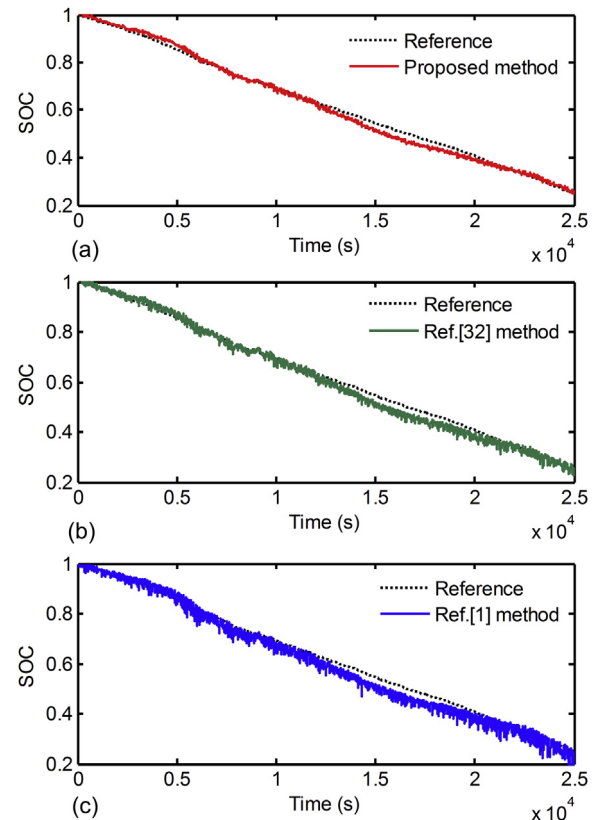 1
0.8
0.6
0.4
0.2
SOC
Reference
Proposed method
0 0.5 1 1.5 2 2.5
Time (s)
x 10^4
(a)
1
0.8
0.6
0.4
0.2
SOC
Reference
Ref.[32] method
0 0.5 1 1.5 2 2.5
Time (s)
x 10^4
(b)
1
0.8
0.6
0.4
0.2
SOC
Reference
Ref.[1] method
0 0.5 1 1.5 2 2.5
Time (s)
x 10^4
(c)